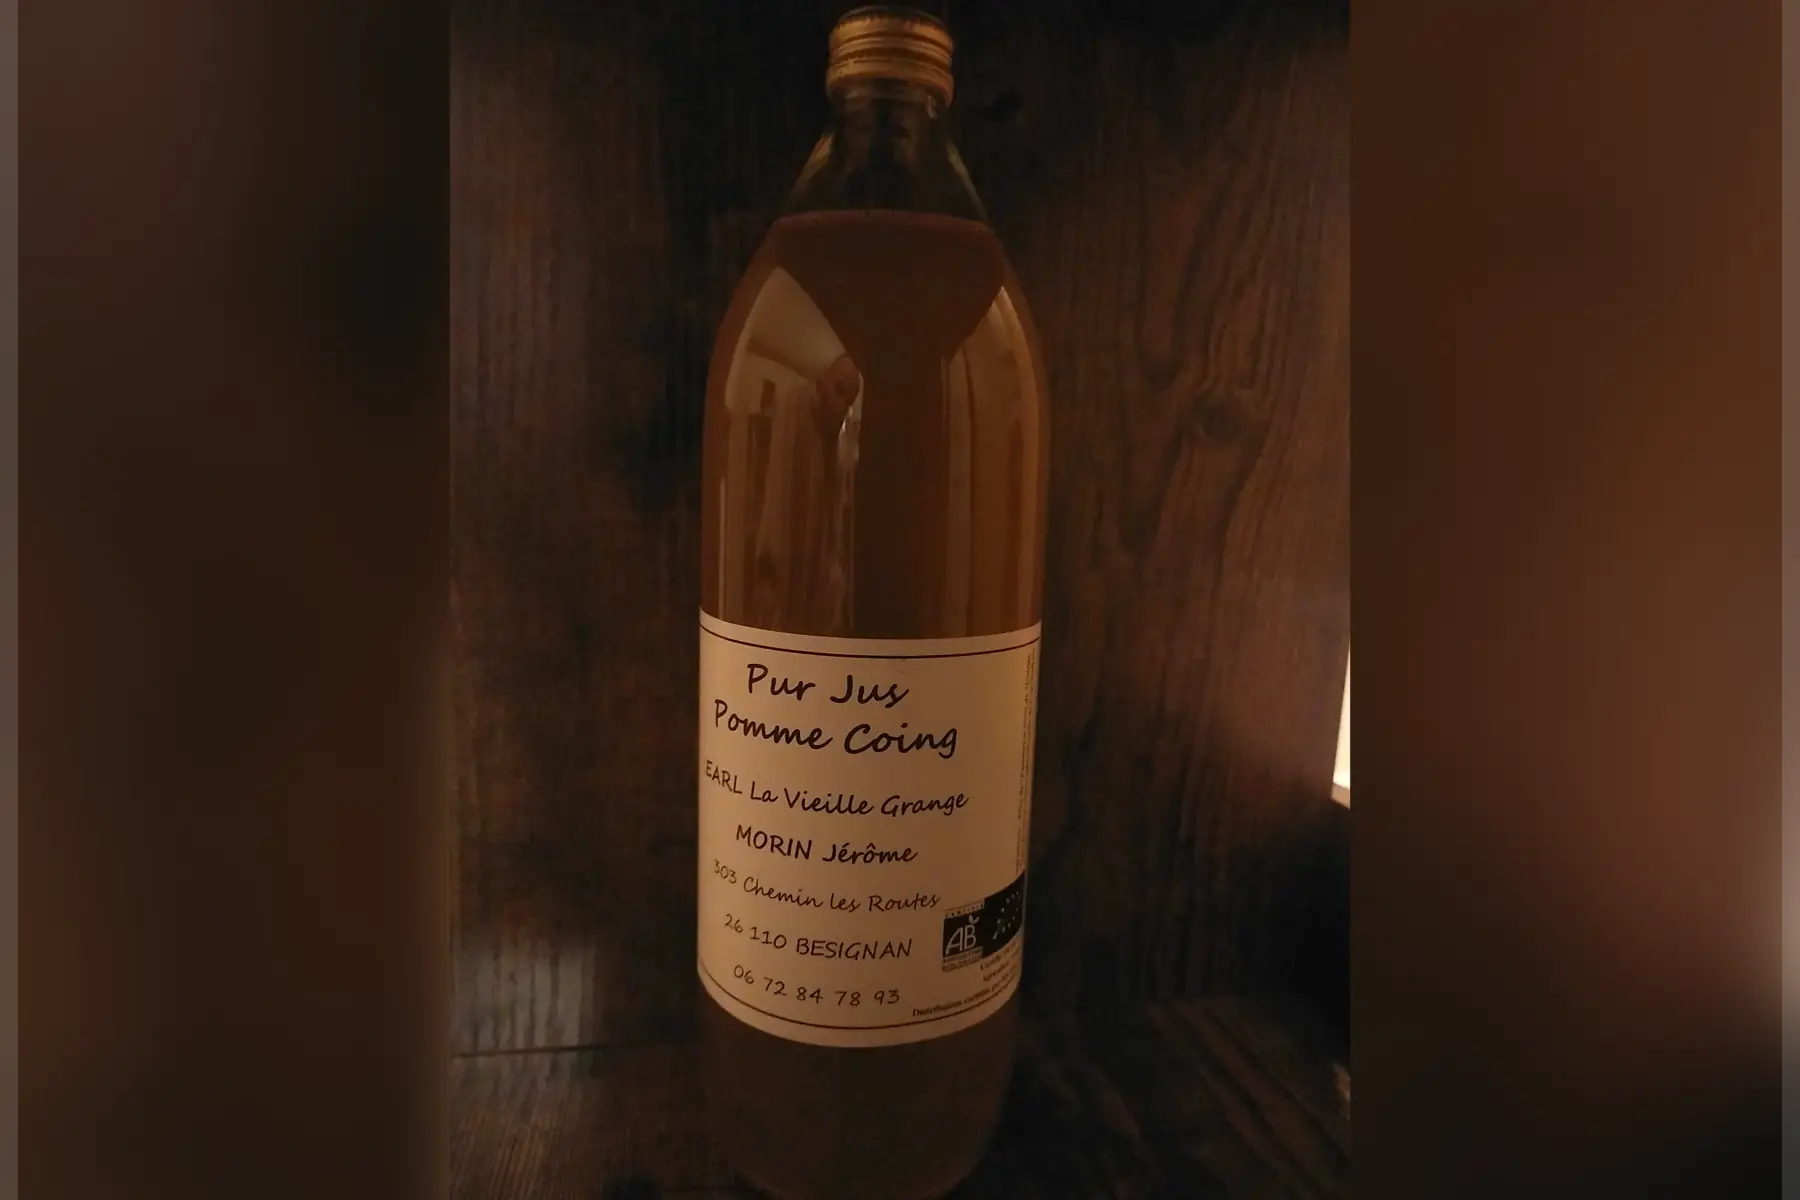 Pur Jus
Pomme Coing
EARL La Vieille Grange
MORIN Jérôme
303 Chemin les Routes
26 110 BESIGNAN
06 72 84 78 93
AB
Distribution